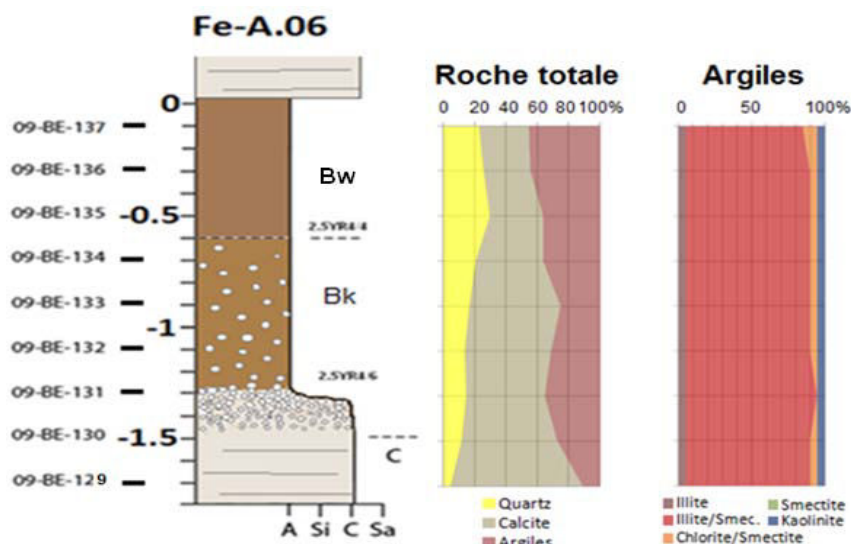 Fe-A.06
Roche totale
Argiles
0 20 40 60 80 100%
0 50 100%
0
09-BE-137
09-BE-136
Bw
09-BE-135
-0.5
2.5YR4-4
09-BE-134
Bk
09-BE-133
-1
09-BE-132
2.5YR4-6
09-BE-131
09-BE-130
-1.5
C
09-BE-129
A Si C Sa
Quartz
Calcite
Argiles
Illite
Smectite
Illite/Smec.
Kaolinite
Chlorite/Smectite